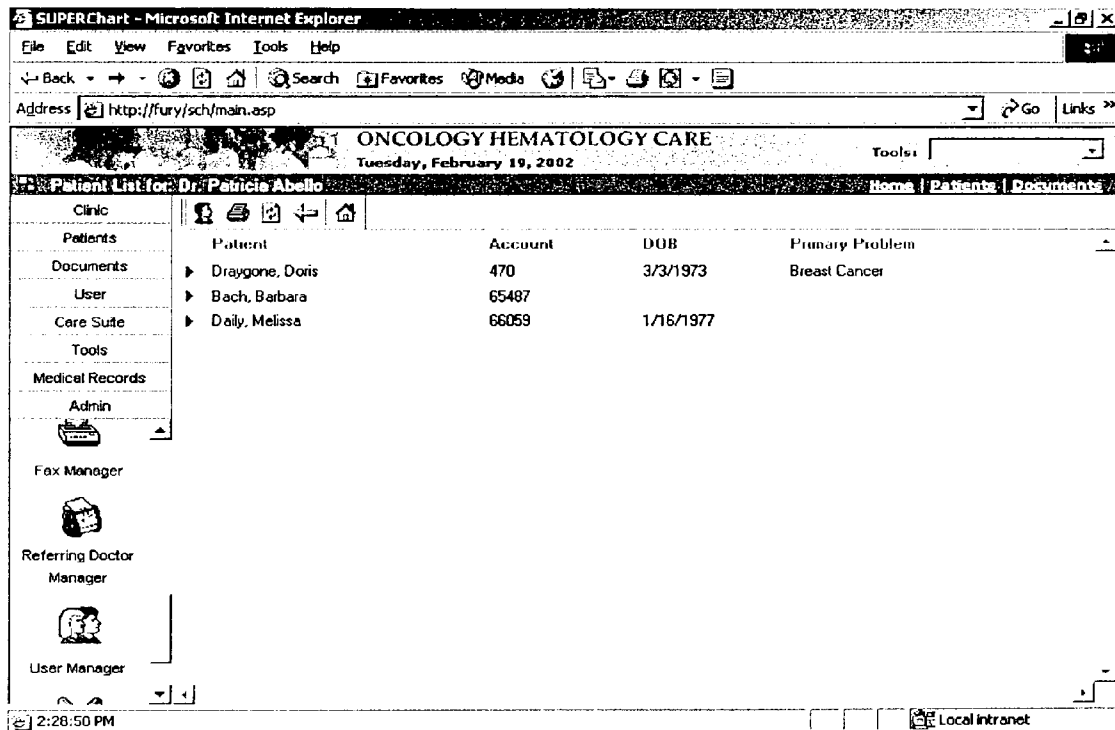 SUPERChart - Microsoft Internet Explorer
File Edit View Favorites Tools Help
Back Search Favorites Media
Address http://fury/sch/main.asp Go Links »
ONCOLOGY HEMATOLOGY CARE
Tuesday, February 19, 2002
Tools:
Patient List for Dr. Patricia Abello Home | Patients | Documents
Clinic
Patients
Documents
User
Care Suite
Tools
Medical Records
Admin
Fax Manager
Referring Doctor
Manager
User Manager
Patient Account DOB Primary Problem
Draygone, Doris 470 3/3/1973 Breast Cancer
Bach, Barbara 65487
Daily, Melissa 66059 1/16/1977
2:28:50 PM Local intranet